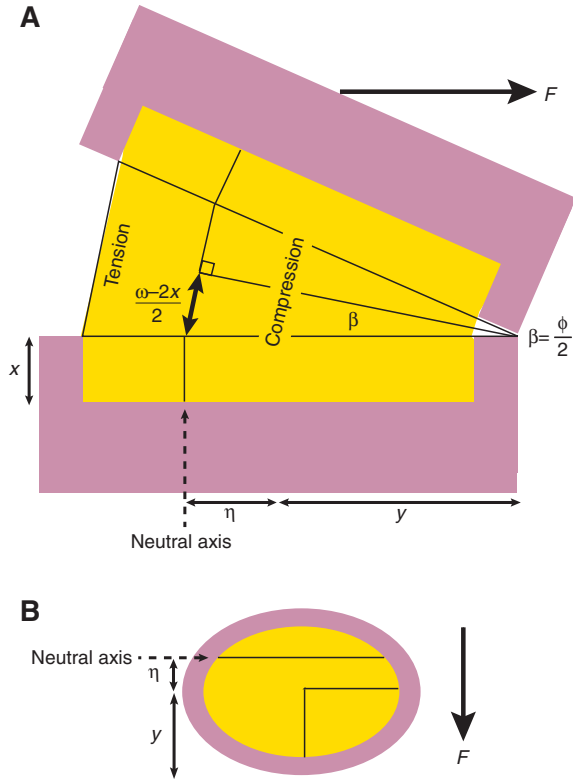 A
F
Tension
Compression
ω–2x
2
β
β=ϕ
2
x
η
y
Neutral axis
B
Neutral axis
η
y
F